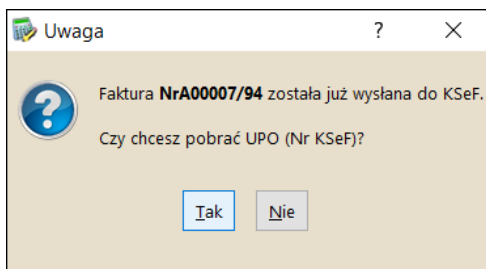 Uwaga
?
Faktura NrA00007/94 została już wysłana do KSeF.
Czy chcesz pobrać UPO (Nr KSeF)?
Tak
Nie